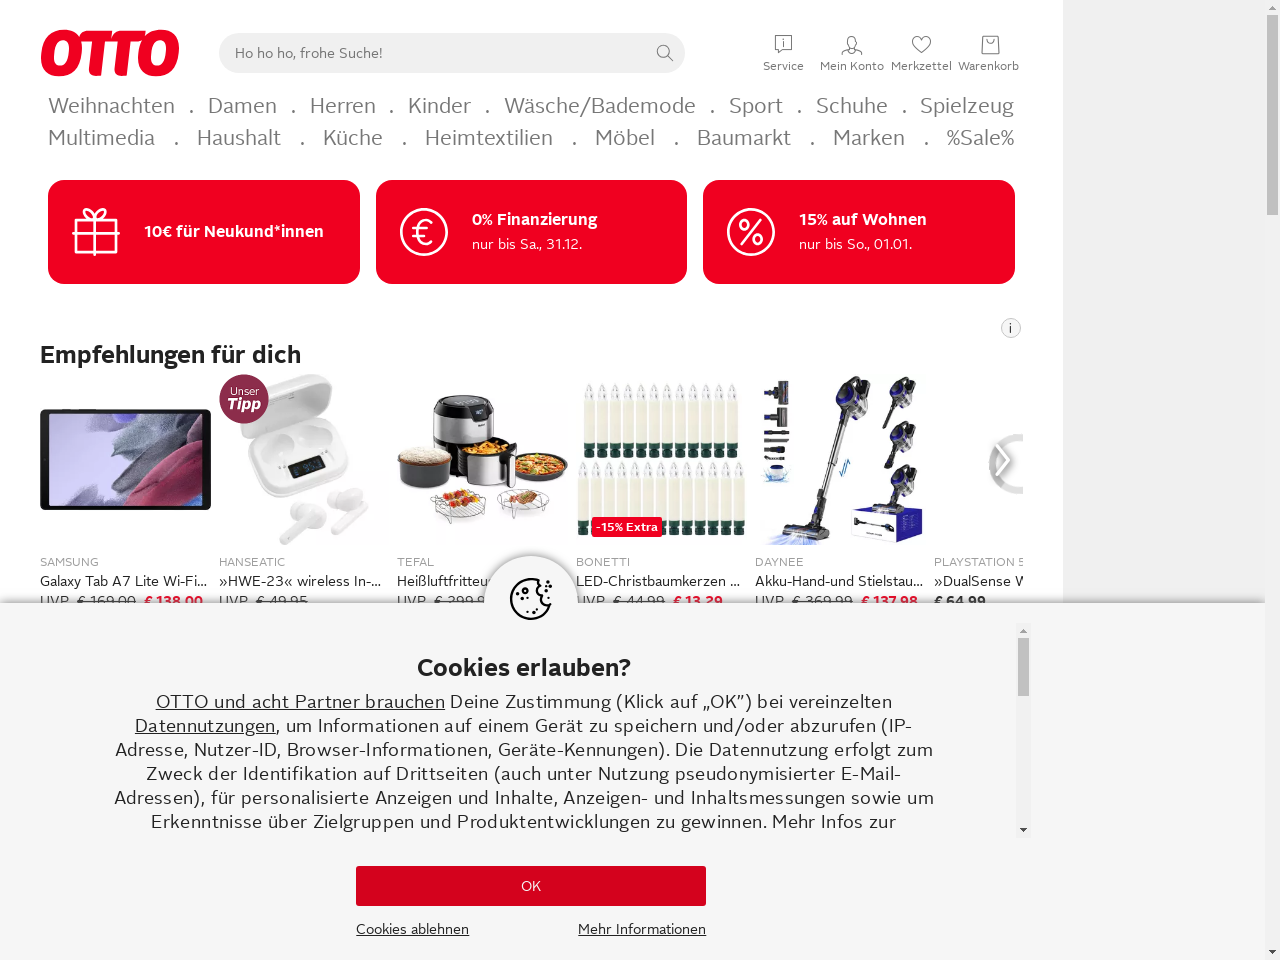 OTTO
Ho ho ho, frohe Suche!
Service
Mein Konto
Merkzettel
Warenkorb
Weihnachten . Damen . Herren . Kinder . Wäsche/Bademode . Sport . Schuhe . Spielzeug
Multimedia . Haushalt . Küche . Heimtextilien . Möbel . Baumarkt . Marken . %Sale%
10€ für Neukund*innen
0% Finanzierung
nur bis Sa., 31.12.
15% auf Wohnen
nur bis So., 01.01.
i
Empfehlungen für dich
Unser
Tipp
-15% Extra
SAMSUNG
Galaxy Tab A7 Lite Wi-Fi...
UVP € 169,00 € 138,00
HANSEATIC
»HWE-23« wireless In-...
UVP € 49,95
TEFAL
Heißluftfritteu
UVP € 299,9
BONETTI
LED-Christbaumkerzen ...
UVP € 44,99 € 13,29
DAYNEE
Akku-Hand-und Stielstau...
UVP € 369,99 € 137,98
PLAYSTATION 5
»DualSense W
€ 64,99
Cookies erlauben?
OTTO und acht Partner brauchen Deine Zustimmung (Klick auf „OK”) bei vereinzelten
Datennutzungen, um Informationen auf einem Gerät zu speichern und/oder abzurufen (IP-
Adresse, Nutzer-ID, Browser-Informationen, Geräte-Kennungen). Die Datennutzung erfolgt zum
Zweck der Identifikation auf Drittseiten (auch unter Nutzung pseudonymisierter E-Mail-
Adressen), für personalisierte Anzeigen und Inhalte, Anzeigen- und Inhaltsmessungen sowie um
Erkenntnisse über Zielgruppen und Produktentwicklungen zu gewinnen. Mehr Infos zur
OK
Cookies ablehnen
Mehr Informationen